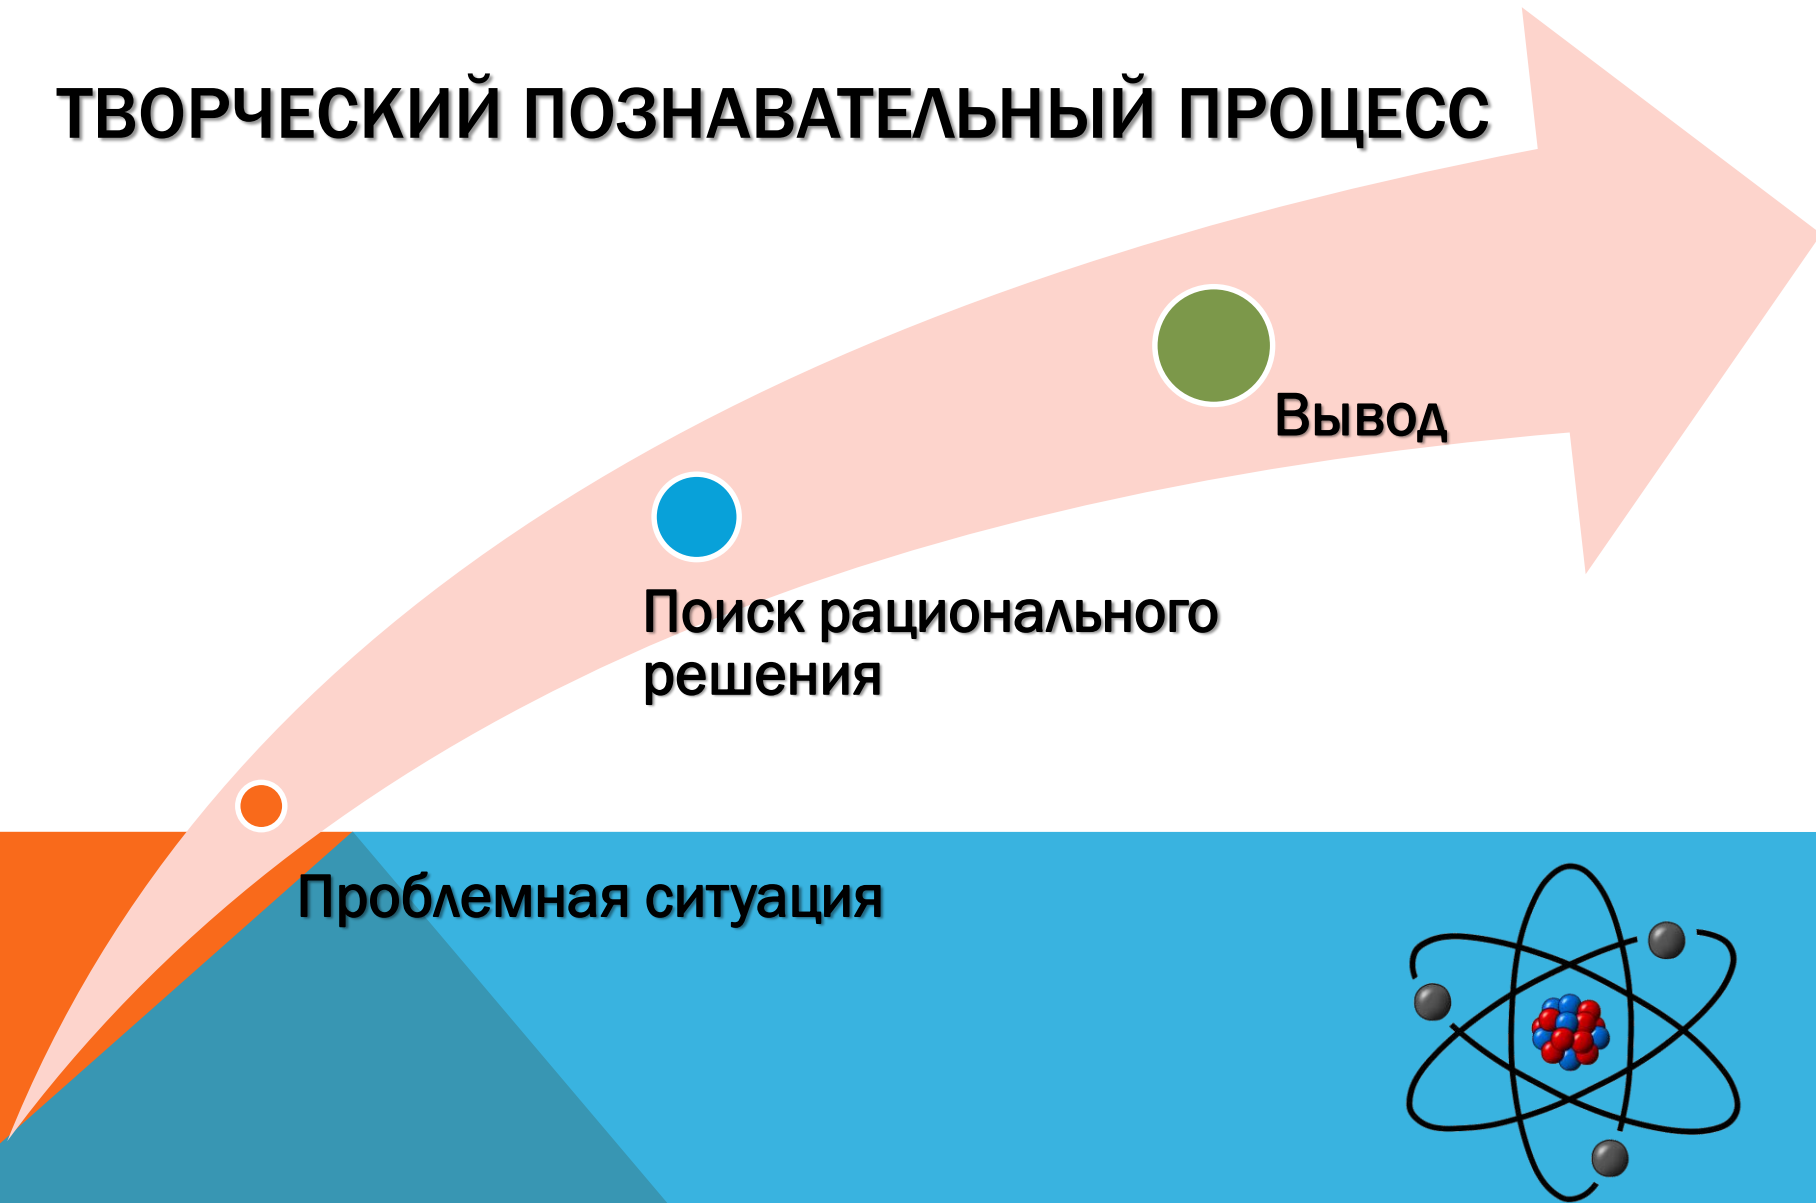 ТВОРЧЕСКИЙ ПОЗНАВАТЕЛЬНЫЙ ПРОЦЕСС
Вывод
Поиск рационального
решения
Проблемная ситуация